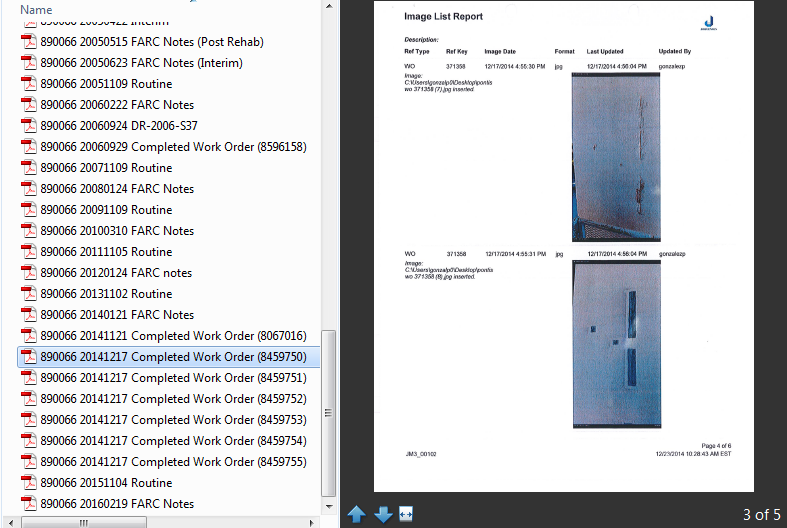 Name
890066 20050422 Interim
890066 20050515 FARC Notes (Post Rehab)
890066 20050623 FARC Notes (Interim)
890066 20051109 Routine
890066 20060222 FARC Notes
890066 20060924 DR-2006-S37
890066 20060929 Completed Work Order (8596158)
890066 20071109 Routine
890066 20080124 FARC Notes
890066 20091109 Routine
890066 20100310 FARC Notes
890066 20111105 Routine
890066 20120124 FARC notes
890066 20131102 Routine
890066 20140121 FARC Notes
890066 20141121 Completed Work Order (8067016)
890066 20141217 Completed Work Order (8459750)
890066 20141217 Completed Work Order (8459751)
890066 20141217 Completed Work Order (8459752)
890066 20141217 Completed Work Order (8459753)
890066 20141217 Completed Work Order (8459754)
890066 20141217 Completed Work Order (8459755)
890066 20151104 Routine
890066 20160219 FARC Notes
Image List Report
Description:
Ref Type Ref Key Image Date Format Last Updated Updated By
WO 371358 12/17/2014 4:55:30 PM jpg 12/17/2014 4:56:04 PM gonzalezp
Image:
C:\Users\gonzalp0\Desktop\pontis
wo 371358 (7).jpg inserted.
WO 371358 12/17/2014 4:55:31 PM jpg 12/17/2014 4:56:04 PM gonzalezp
Image:
C:\Users\gonzalp0\Desktop\pontis
wo 371358 (8).jpg inserted.
Page 4 of 6
JM3_00102 12/23/2014 10:28:43 AM EST
3 of 5